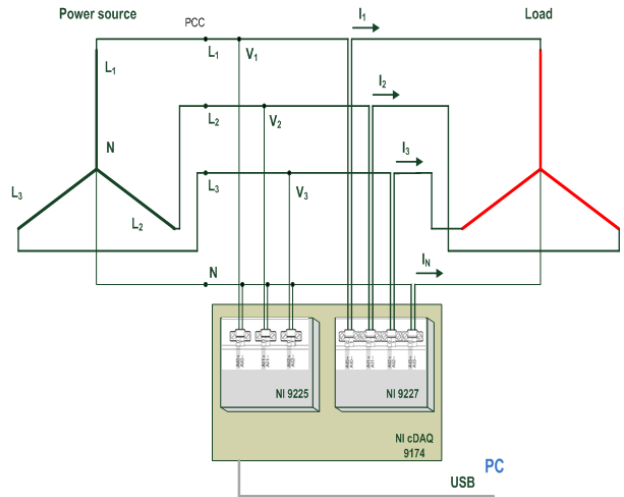 Power source
PCC
I1
Load
L1
L1
V1
I2
L2
V2
N
I3
L3
L3
V3
L2
IN
N
NI 9225
NI 9227
NI cDAQ
9174
PC
USB